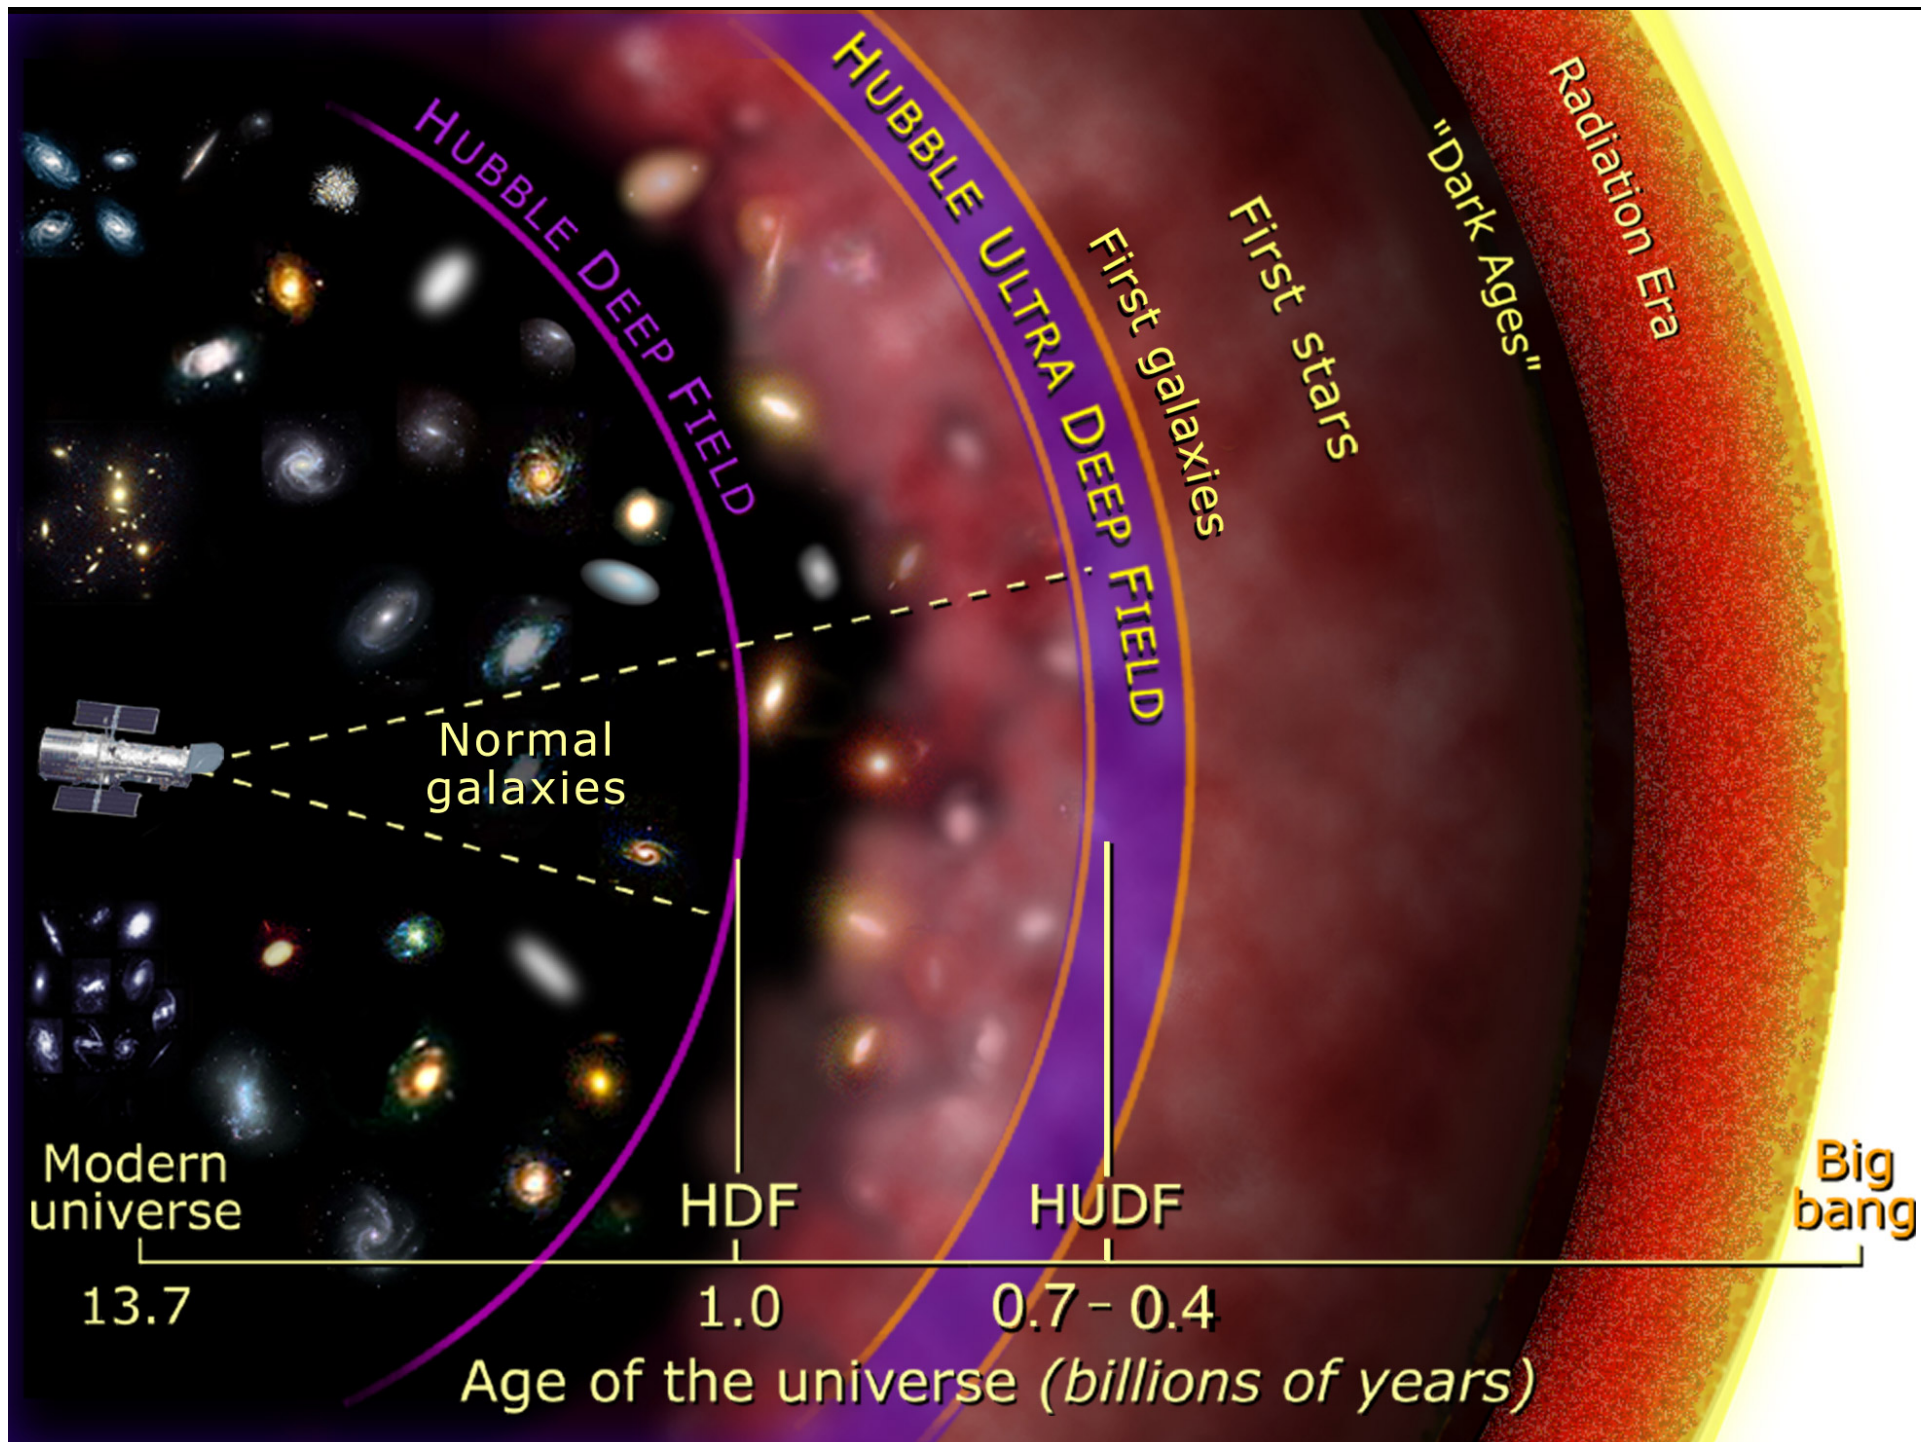 HUBBLE DEEP FIELD
HUBBLE ULTRA DEEP FIELD
First galaxies
First stars
"Dark Ages"
Radiation Era
Normal
galaxies
Modern
universe
HDF
HUDF
Big
bang
13.7
1.0
0.7 - 0.4
Age of the universe (billions of years)